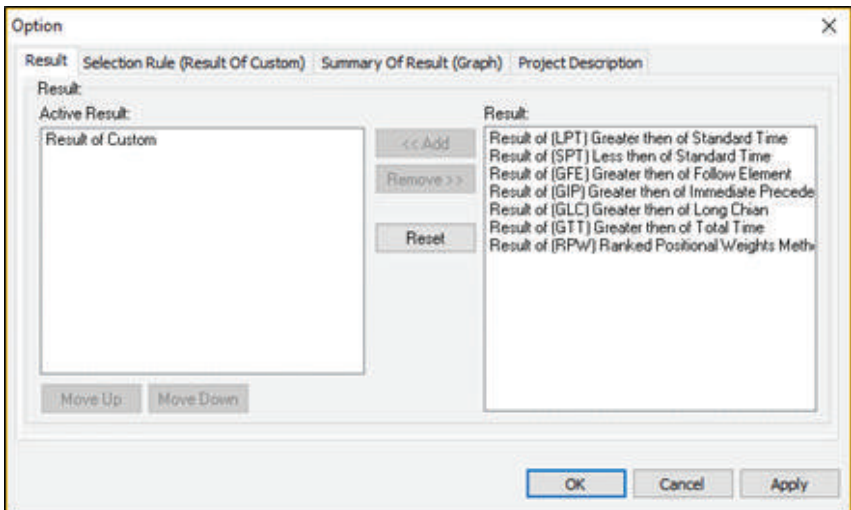 Option
Result Selection Rule (Result Of Custom) Summary Of Result (Graph) Project Description
Result:
Active Result:
Result of Custom
<< Add
Remove >>
Reset
Move Up Move Down
Result:
Result of (LPT) Greater then of Standard Time
Result of (SPT) Less then of Standard Time
Result of (GFE) Greater then of Follow Element
Result of (GIP) Greater then of Immediate Precede
Result of (GLC) Greater then of Long Chian
Result of (GTT) Greater then of Total Time
Result of (RPW) Ranked Positional Weights Meth
OK Cancel Apply